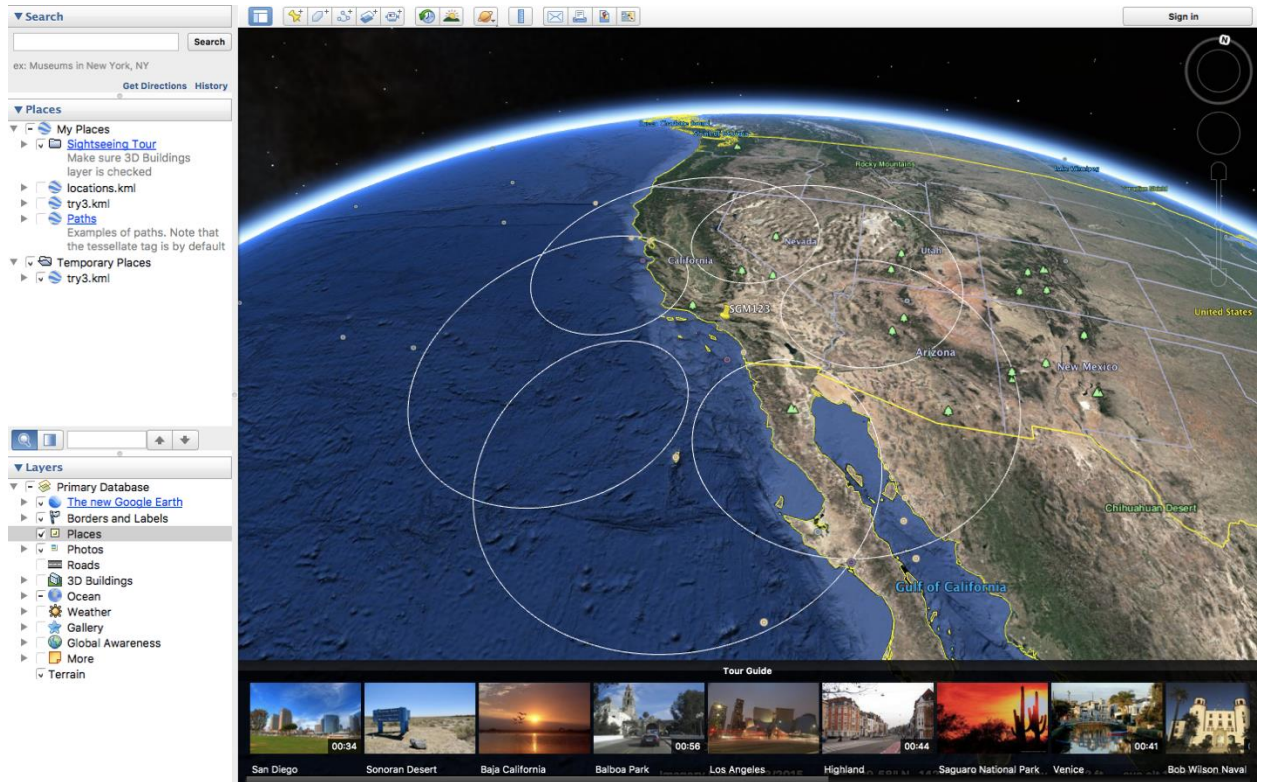 Search
Search
ex: Museums in New York, NY
Get Directions History
Places
My Places
Sightseeing Tour
Make sure 3D Buildings
layer is checked
locations.kml
try3.kml
Paths
Examples of paths. Note that
the tessellate tag is by default
Temporary Places
try3.kml
Layers
Primary Database
The new Google Earth
Borders and Labels
Places
Photos
Roads
3D Buildings
Ocean
Weather
Gallery
Global Awareness
More
Terrain
Sign in
N
Rocky Mountains
Lake Winnipeg
Nevada
Utah
California
SGM123
United States
Arizona
New Mexico
Chihuahuan Desert
Gulf of California
Tour Guide
00:34
00:56
00:44
00:41
San Diego
Sonoran Desert
Baja California
Balboa Park
Los Angeles
Highland
Saguaro National Park
Venice
Bob Wilson Naval